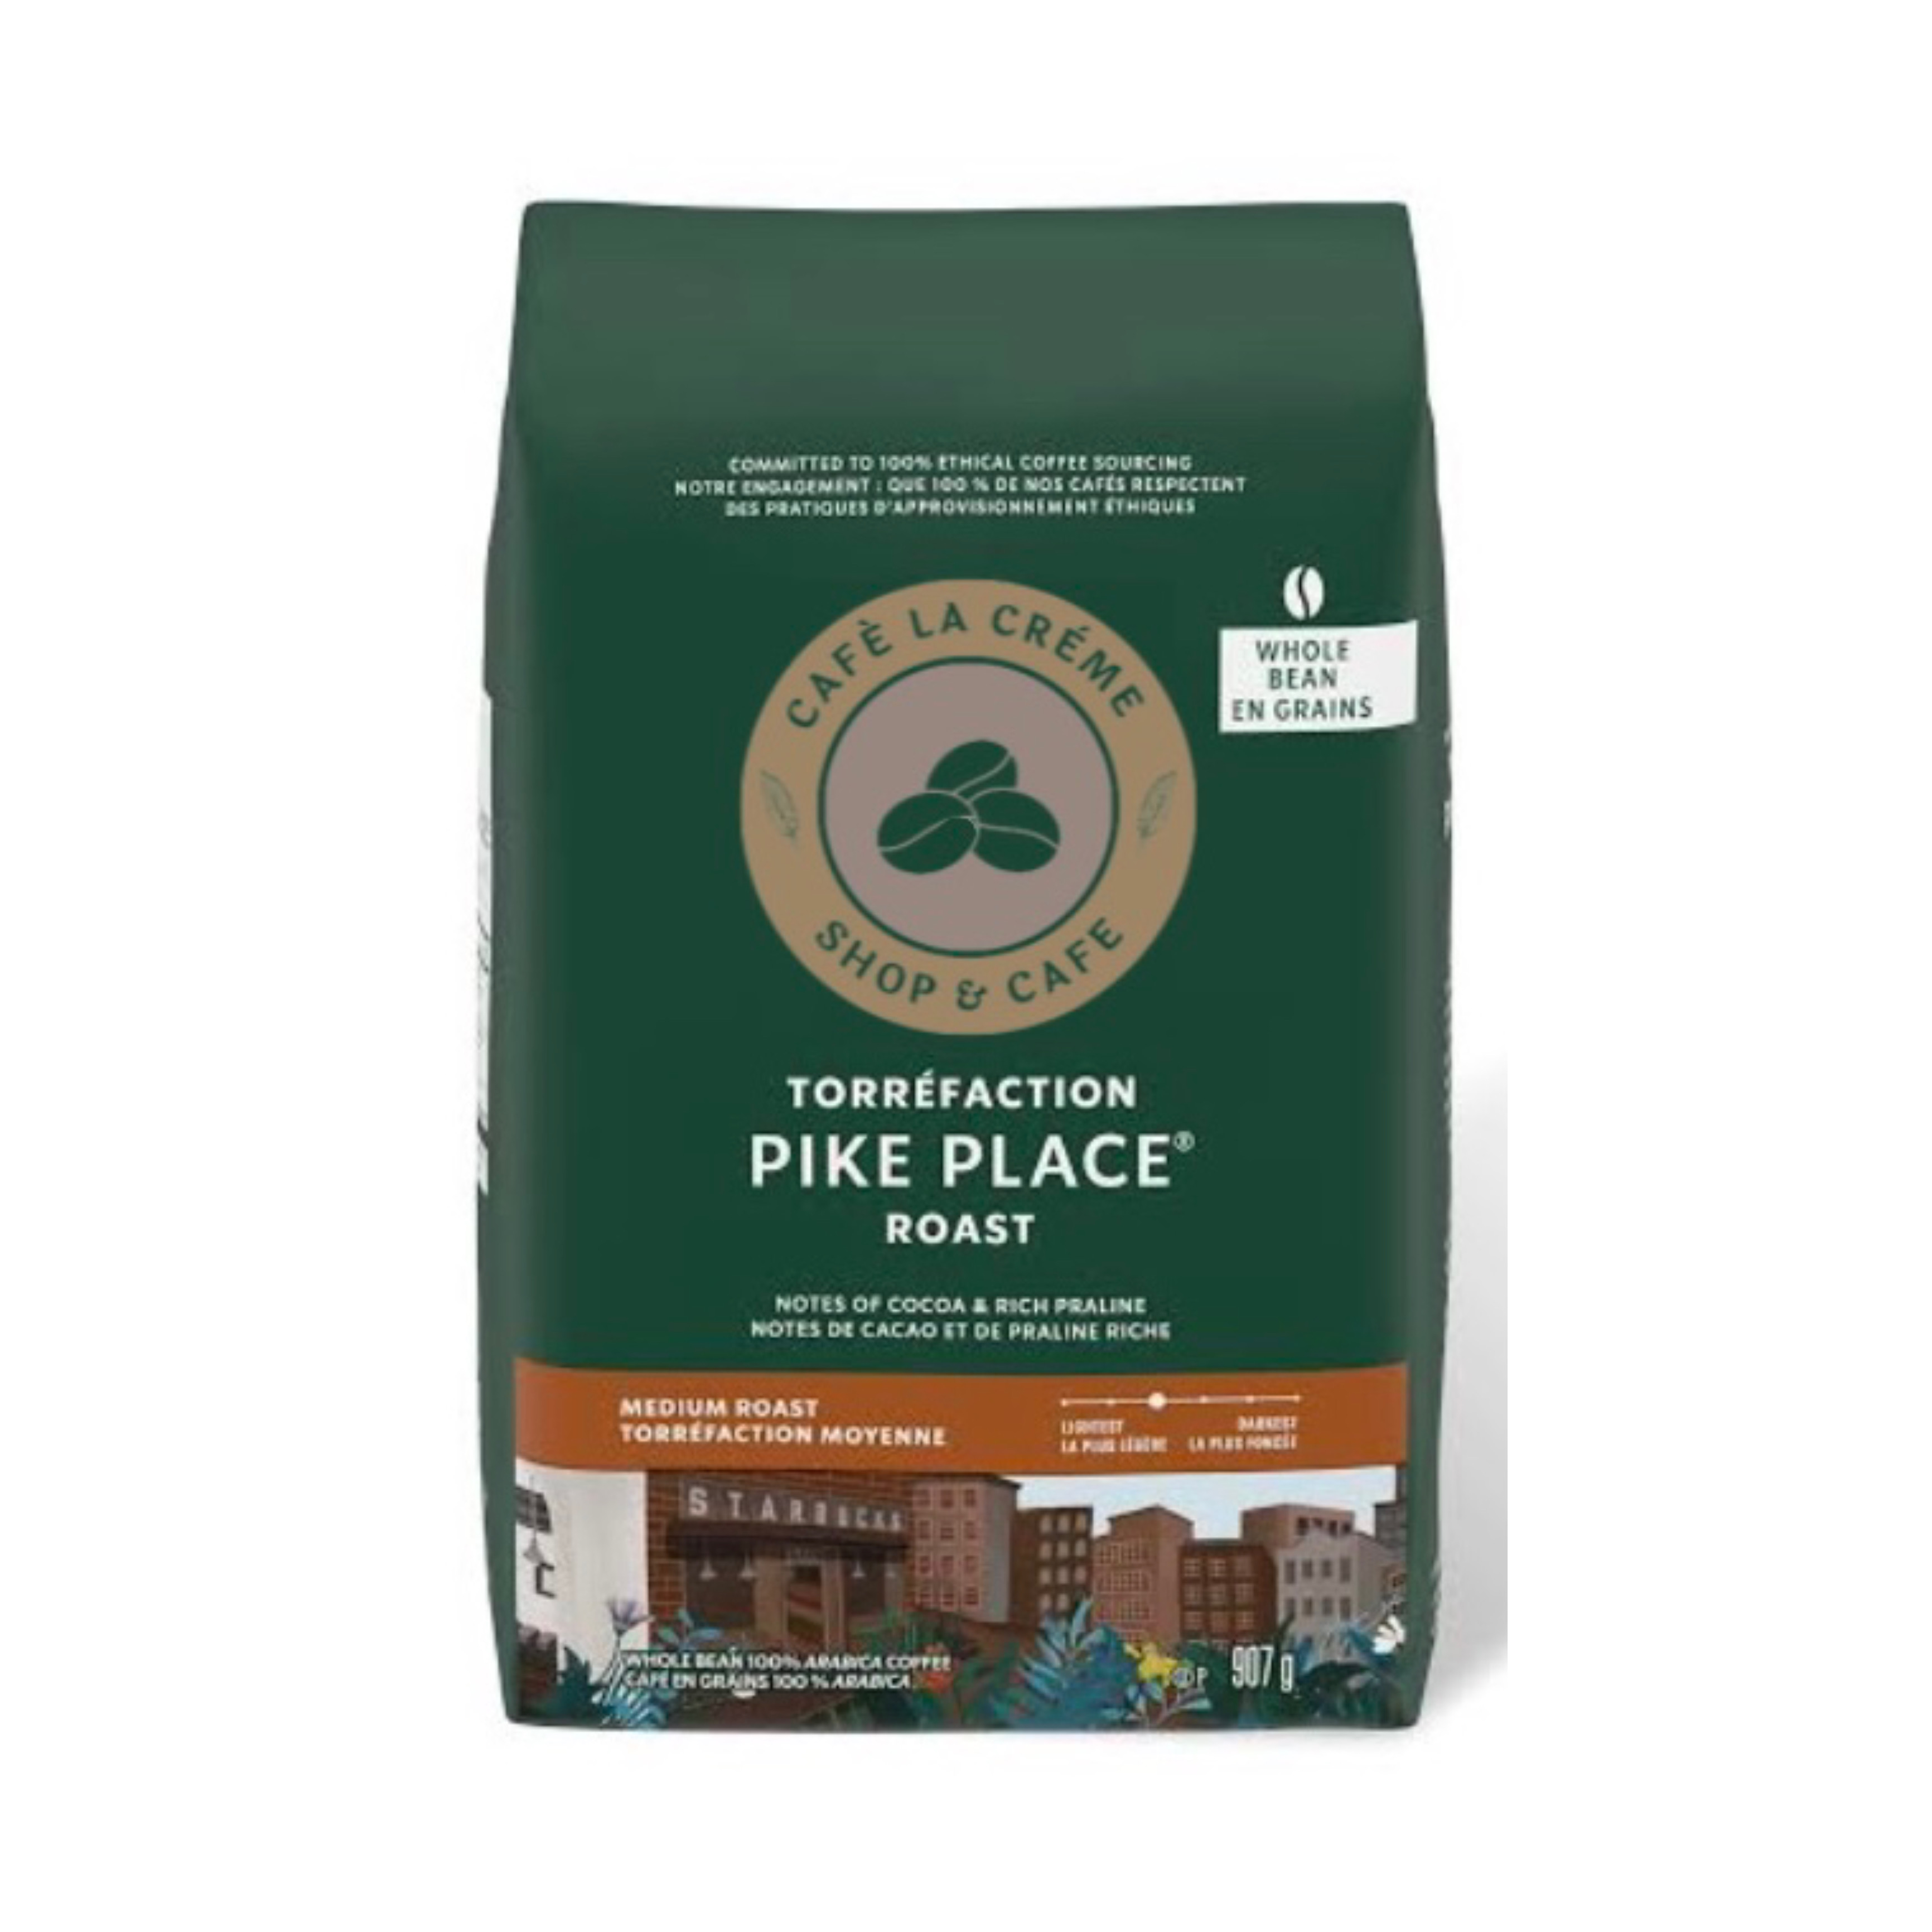 COMMITTED TO 100% ETHICAL COFFEE SOURCING
NOTRE ENGAGEMENT : QUE 100 % DE NOS CAFÉS RESPECTENT
DES PRATIQUES D'APPROVISIONNEMENT ÉTHIQUES
WHOLE
BEAN
EN GRAINS
CAFÈ LA CRÉME
SHOP & CAFE
TORRÉFACTION
PIKE PLACE®
ROAST
NOTES OF COCOA & RICH PRALINE
NOTES DE CACAO ET DE PRALINE RICHE
MEDIUM ROAST
TORRÉFACTION MOYENNE
LIGHTEST
LA PLUS LÉGÈRE
DARKEST
LA PLUS FONCÉE
STARBUCKS
WHOLE BEAN 100% ARABICA COFFEE
CAFÉ EN GRAINS 100 % ARABICA
907 g